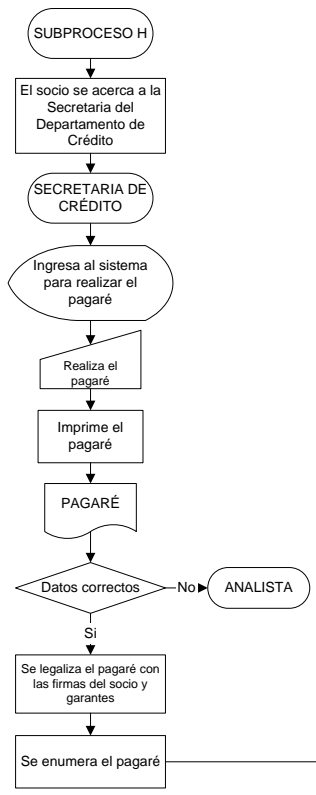 SUBPROCESO H
El socio se acerca a la
Secretaria del
Departamento de
Crédito
SECRETARIA DE
CRÉDITO
Ingresa al sistema
para realizar el
pagaré
Realiza el
pagaré
Imprime el
pagaré
PAGARÉ
Datos correctos
No
ANALISTA
Si
Se legaliza el pagaré con
las firmas del socio y
garantes
Se enumera el pagaré